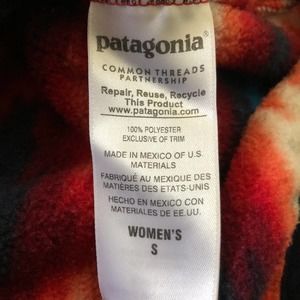 patagonia®
COMMON THREADS
PARTNERSHIP
Repair, Reuse, Recycle
This Product
www.patagonia.com
100% POLYESTER
EXCLUSIVE OF TRIM
MADE IN MEXICO OF U.S.
MATERIALS
FABRIQUÉ AU MEXIQUE DES
MATIÈRES DES ETATS-UNIS
HECHO EN MEXICO CON
MATERIALES DE EE.UU.
WOMEN'S
S